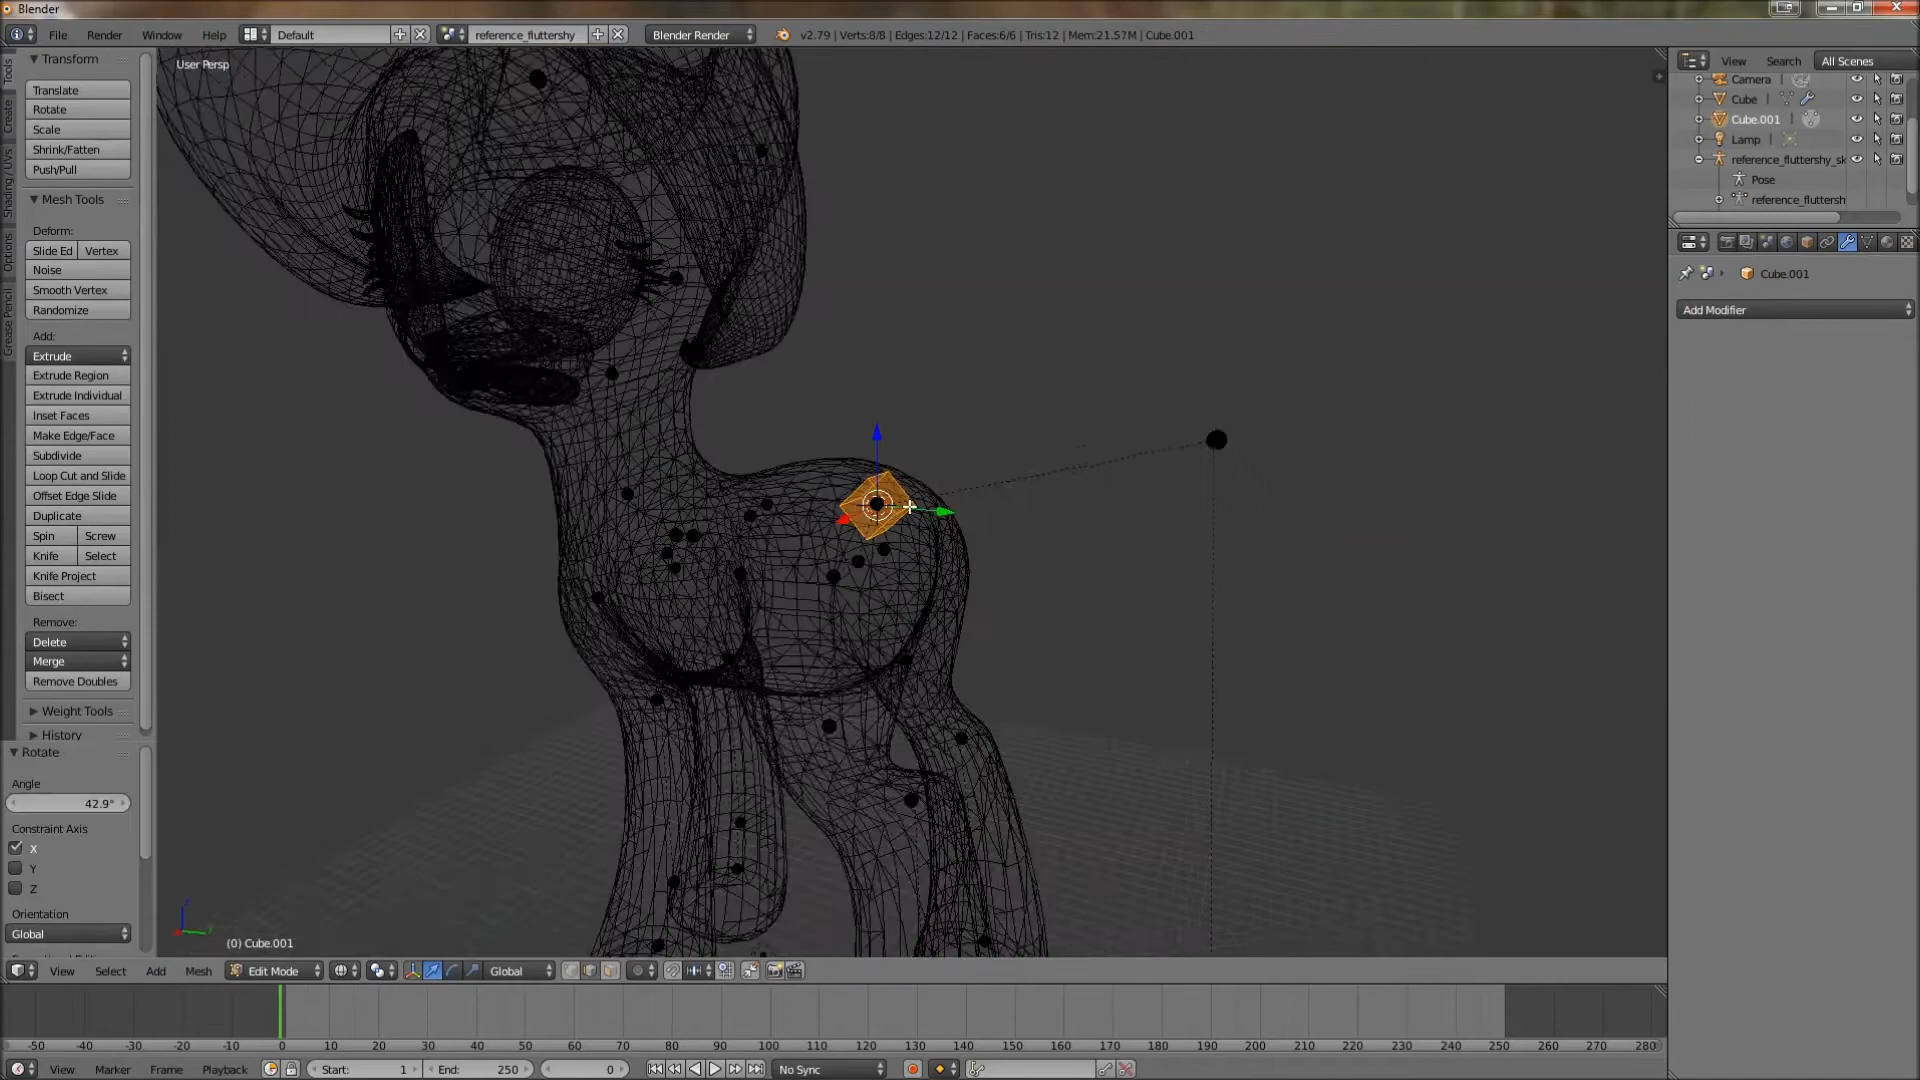 Blender
File Render Window Help Default reference_fluttershy Blender Render v2.79 | Verts:8/8 | Edges:12/12 | Faces:6/6 | Tris:12 | Mem:21.57M | Cube.001
Tools
Create
Shading / UVs
Options
Grease Pencil
Transform
Translate
Rotate
Scale
Shrink/Fatten
Push/Pull
Mesh Tools
Deform:
Slide Ed Vertex
Noise
Smooth Vertex
Randomize
Add:
Extrude
Extrude Region
Extrude Individual
Inset Faces
Make Edge/Face
Subdivide
Loop Cut and Slide
Offset Edge Slide
Duplicate
Spin Screw
Knife Select
Knife Project
Bisect
Remove:
Delete
Merge
Remove Doubles
Weight Tools
History
Rotate
Angle
42.9°
Constraint Axis
X
Y
Z
Orientation
Global
User Persp
(0) Cube.001
View Search All Scenes
Camera
Cube
Cube.001
Lamp
reference_fluttershy_sk
Pose
reference_fluttersh
Cube.001
Add Modifier
View Select Add Mesh Edit Mode Global
-50 -40 -30 -20 -10 0 10 20 30 40 50 60 70 80 90 100 110 120 130 140 150 160 170 180 190 200 210 220 230 240 250 260 270 280
View Marker Frame Playback Start: 1 End: 250 0 No Sync